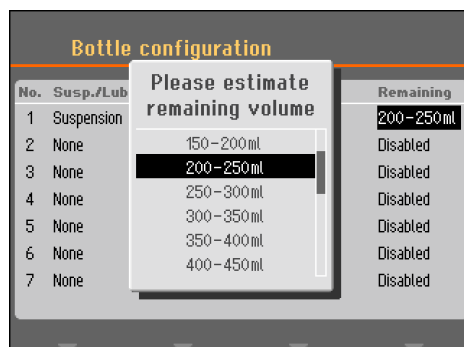 Bottle configuration
No. Susp./Lub Remaining
Please estimate
remaining volume
1 Suspension 200-250ml
2 None Disabled
3 None Disabled
4 None Disabled
5 None Disabled
6 None Disabled
7 None Disabled
150-200ml
200-250ml
250-300ml
300-350ml
350-400ml
400-450ml